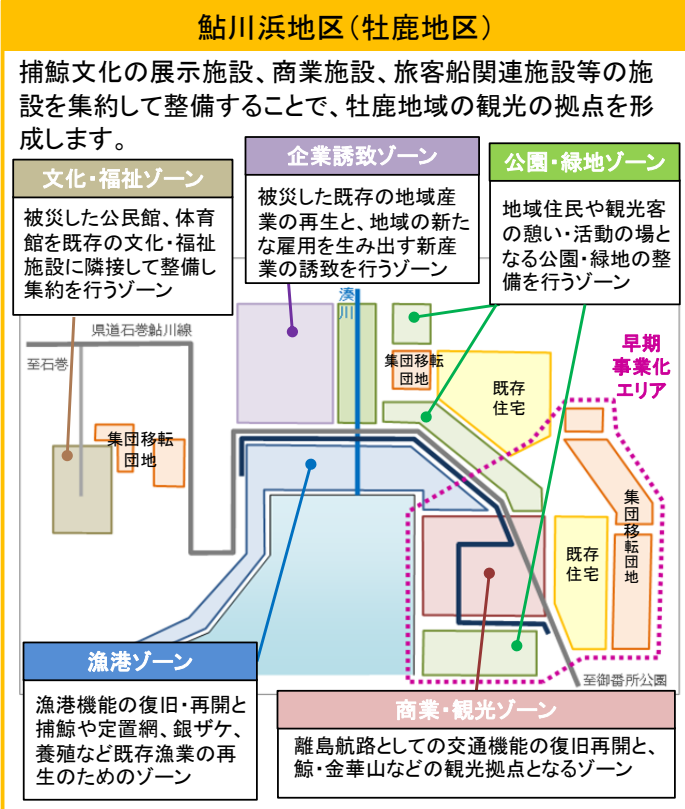 鮎川浜地区（牡鹿地区）
捕鯨文化の展示施設、商業施設、旅客船関連施設等の施
設を集約して整備することで、牡鹿地域の観光の拠点を形
成します。
文化・福祉ゾーン
被災した公民館、体育
館を既存の文化・福祉
施設に隣接して整備し
集約を行うゾーン
企業誘致ゾーン
被災した既存の地域産
業の再生と、地域の新た
な雇用を生み出す新産
業の誘致を行うゾーン
公園・緑地ゾーン
地域住民や観光客
の憩い・活動の場と
なる公園・緑地の整
備を行うゾーン
県道石巻鮎川線
至石巻
湊川
集団移転
団地
既存
住宅
早期
事業化
エリア
集団移転
団地
集団移転団地
既存
住宅
至御番所公園
漁港ゾーン
漁港機能の復旧・再開と
捕鯨や定置網、銀ザケ、
養殖など既存漁業の再
生のためのゾーン
商業・観光ゾーン
離島航路としての交通機能の復旧再開と、
鯨・金華山などの観光拠点となるゾーン